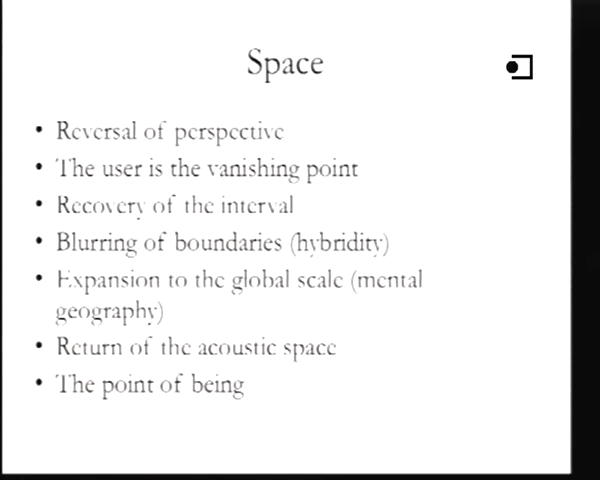 Space
• Reversal of perspective
• The user is the vanishing point
• Recovery of the interval
• Blurring of boundaries (hybridity)
• Expansion to the global scale (mental
geography)
• Return of the acoustic space
• The point of being